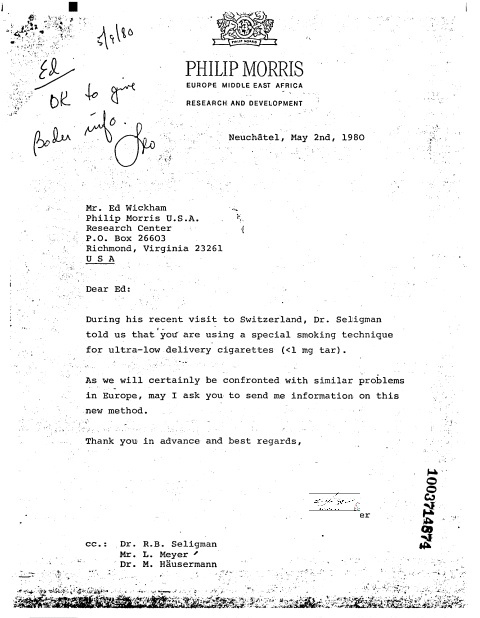 5/9/80
Ed
OK to give
Boder info.
Leo
PHILIP MORRIS
PHILIP MORRIS
EUROPE MIDDLE EAST AFRICA
RESEARCH AND DEVELOPMENT
Neuchâtel, May 2nd, 1980
Mr. Ed Wickham
Philip Morris U.S.A.
Research Center
P.O. Box 26603
Richmond, Virginia 23261
U S A
Dear Ed:
During his recent visit to Switzerland, Dr. Seligman
told us that you are using a special smoking technique
for ultra-low delivery cigarettes (<1 mg tar).
As we will certainly be confronted with similar problems
in Europe, may I ask you to send me information on this
new method.
Thank you in advance and best regards,
er
1003714874
cc.: Dr. R.B. Seligman
Mr. L. Meyer
Dr. M. Häusermann